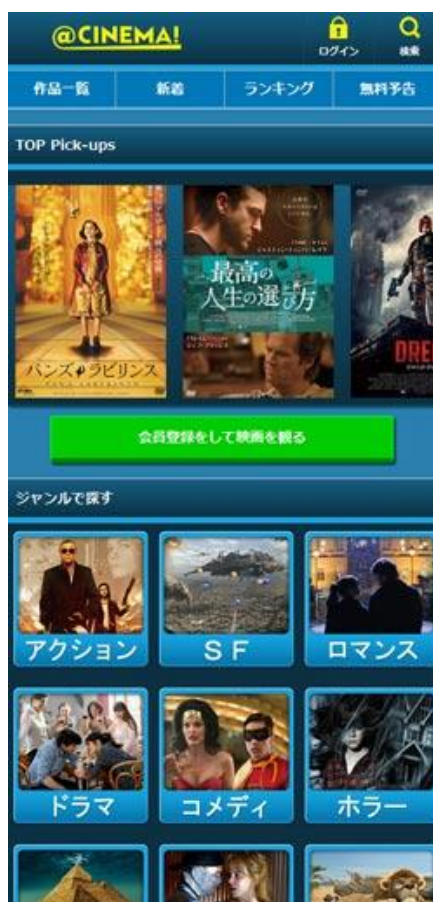 @CINEMA!
ログイン
検索
作品一覧
新着
ランキング
無料予告
TOP Pick-ups
パンズ ラビリンス
最高の
人生の選び方
DRE
会員登録をして映画を観る
ジャンルで探す
アクション
ＳＦ
ロマンス
ドラマ
コメディ
ホラー